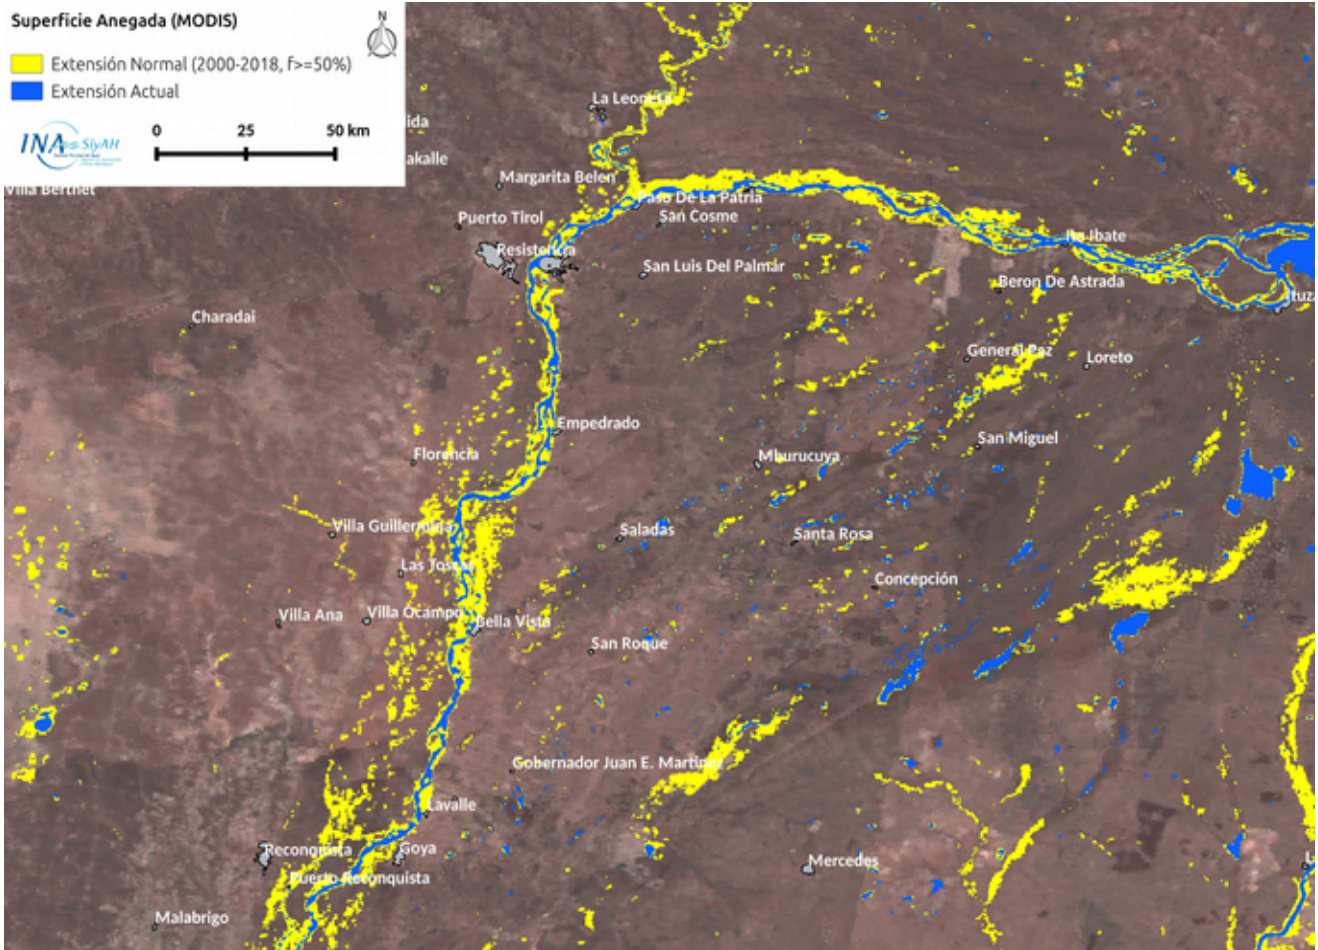 Superficie Anegada (MODIS)
N
Extensión Normal (2000-2018, f>=50%)
Extensión Actual
INA SiyAH
0 25 50 km
La Leonesa
ida
akalle
Villa Berthet
Margarita Belen
Paso De La Patria
Puerto Tirol
San Cosme
Resistencia
Ita Ibate
San Luis Del Palmar
Beron De Astrada
Ituza
Charadai
General Paz
Loreto
Empedrado
San Miguel
Florencia
Mburucuya
Villa Guillermina
Saladas
Santa Rosa
Las Toscas
Concepción
Villa Ana
Villa Ocampo
Bella Vista
San Roque
Gobernador Juan E. Martinez
Lavalle
Reconquista
Goya
Mercedes
L
Puerto Reconquista
Malabrigo